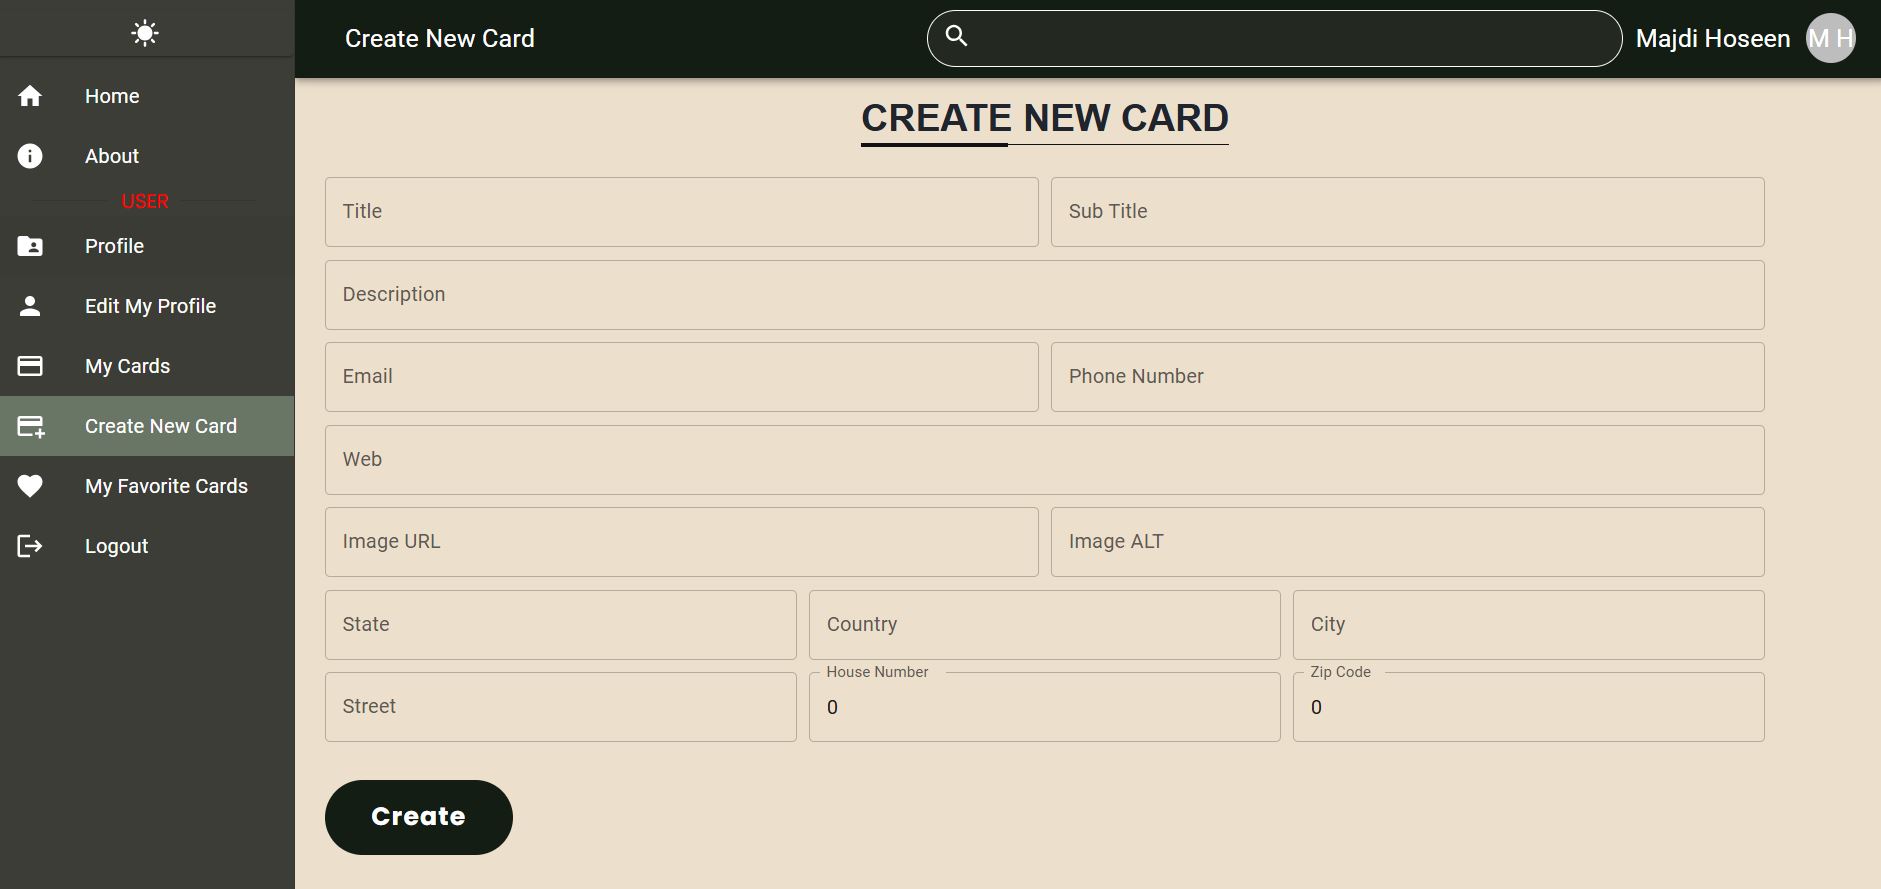 Create New Card
Majdi Hoseen
M H
Home
About
USER
Profile
Edit My Profile
My Cards
Create New Card
My Favorite Cards
Logout
CREATE NEW CARD
Title
Sub Title
Description
Email
Phone Number
Web
Image URL
Image ALT
State
Country
City
Street
House Number
0
Zip Code
0
Create